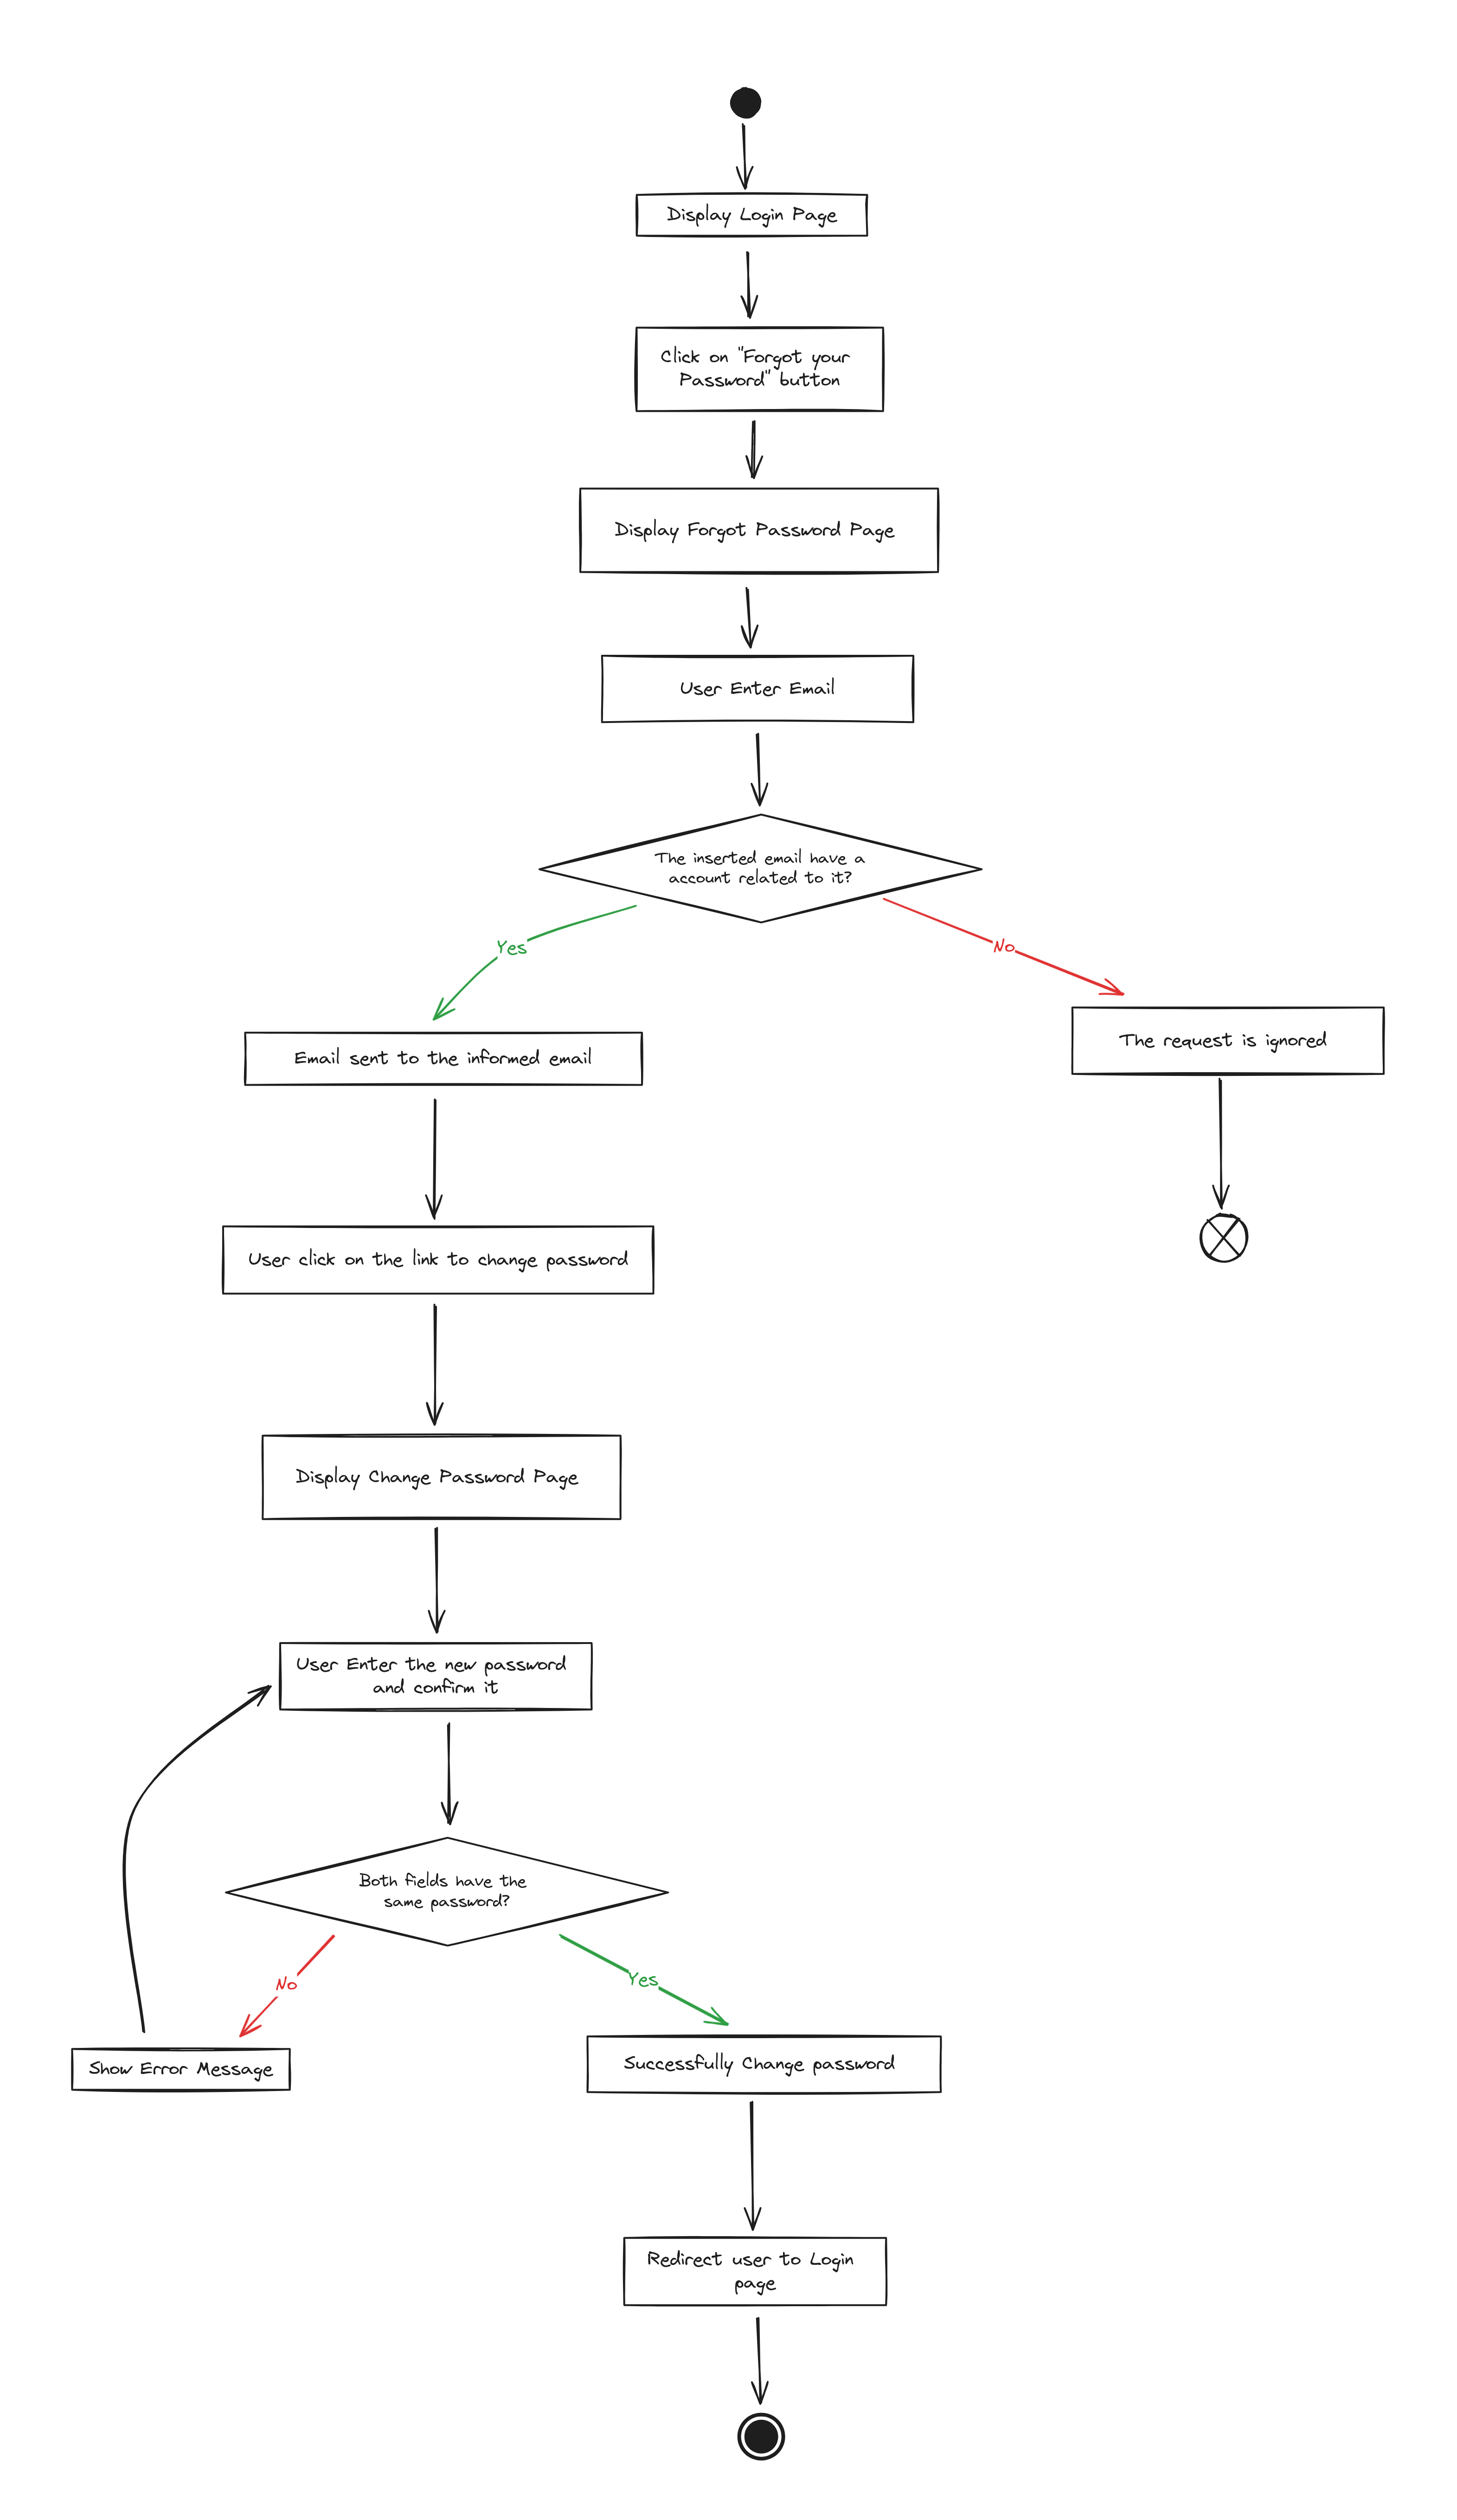 Display Login Page
Click on "Forgot your
Password" button
Display Forgot Password Page
User Enter Email
The inserted email have a
account related to it?
Yes
No
The request is ignored
Email sent to the informed email
User click on the link to change password
Display Change Password Page
User Enter the new password
and confirm it
Both fields have the
same password?
No
Yes
Show Error Message
Successfully Change password
Redirect user to Login
page